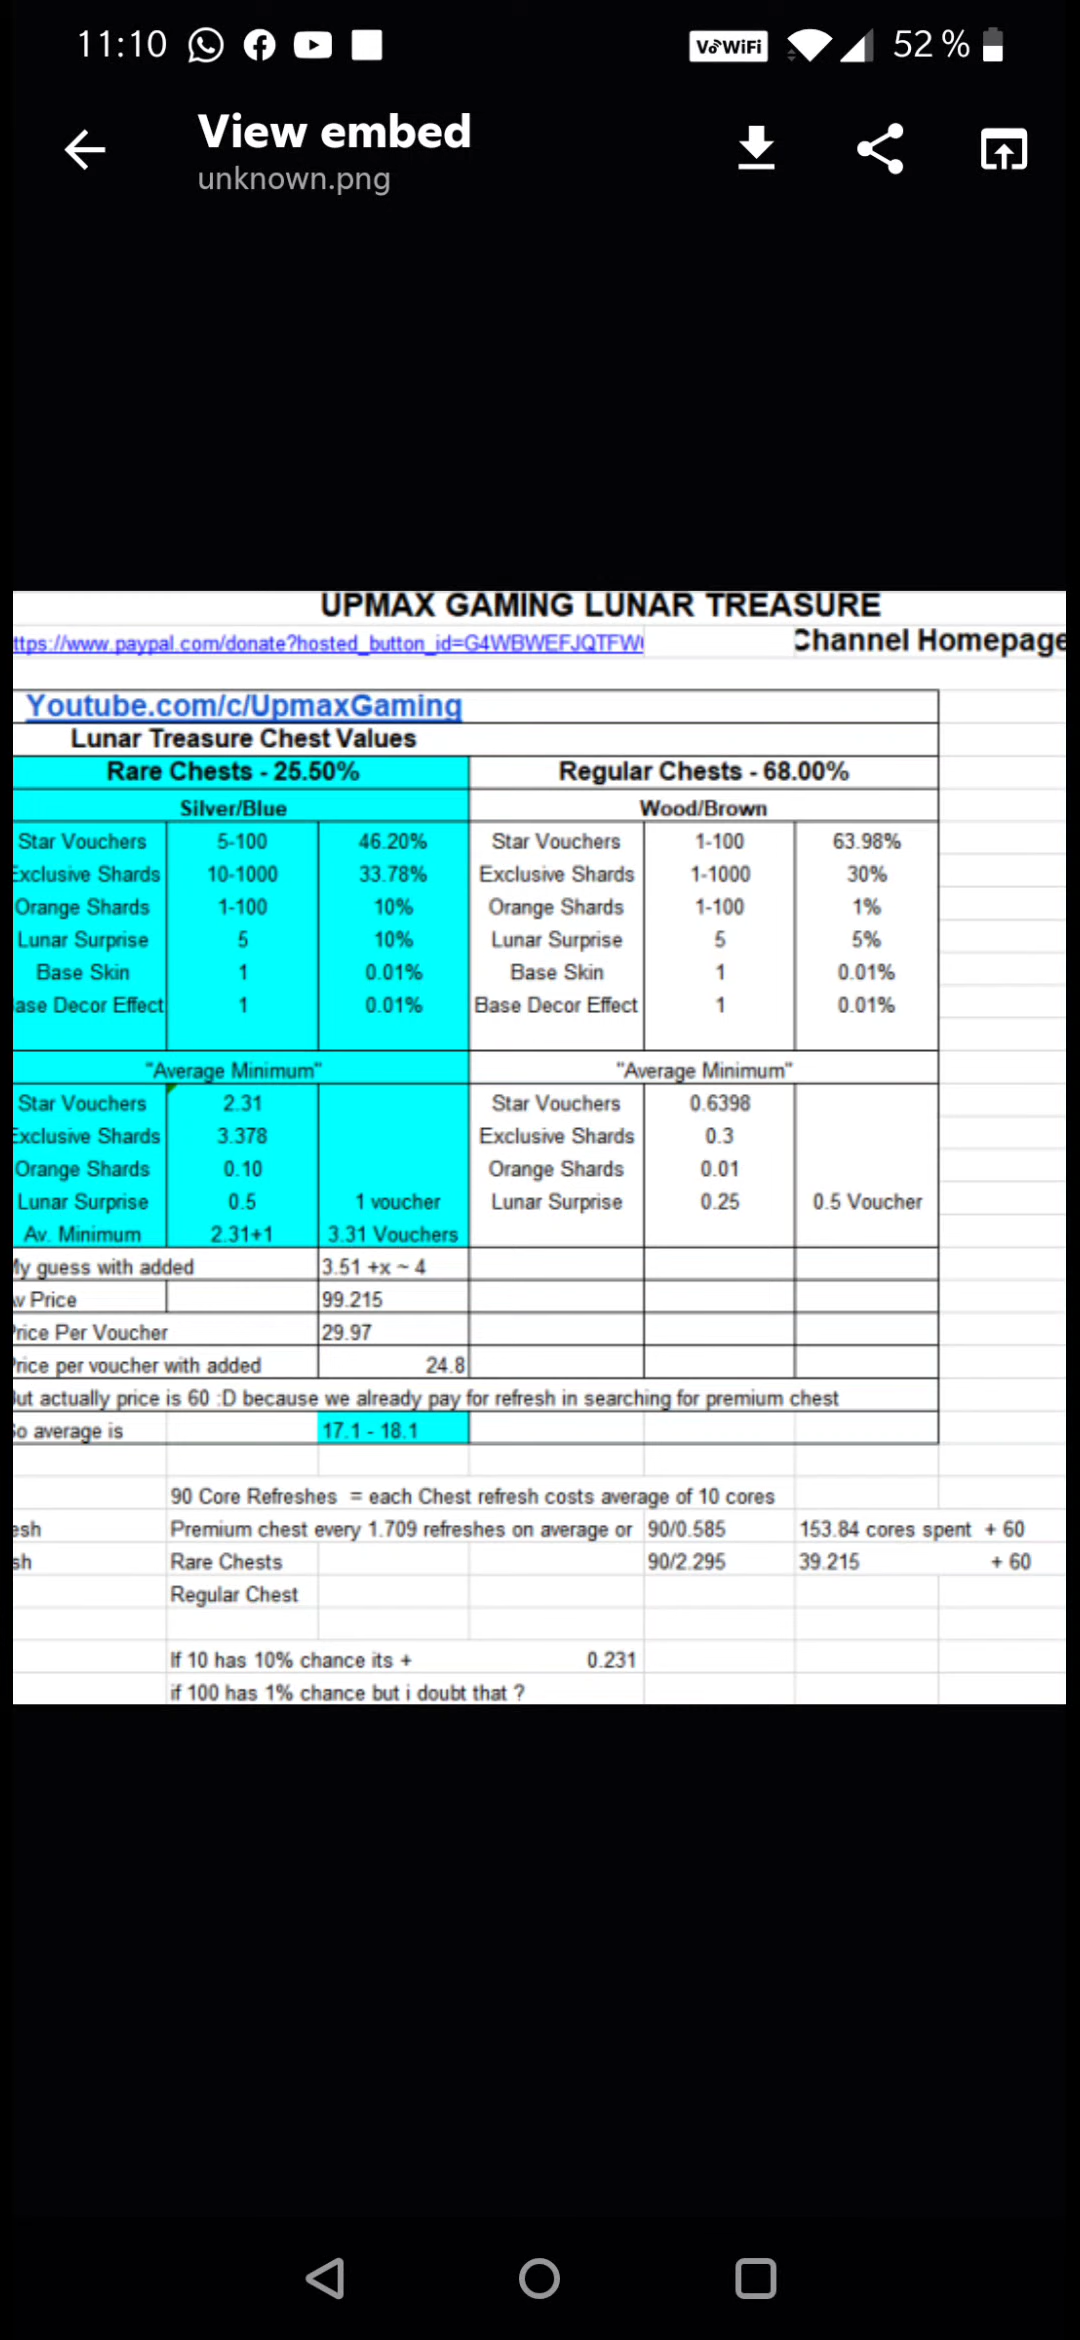 11:10 VoWiFi 52 %
View embed
unknown.png
UPMAX GAMING LUNAR TREASURE
ttps://www.paypal.com/donate?hosted_button_id=G4WBWEFJQTFW Channel Homepage
Youtube.com/c/UpmaxGaming
Lunar Treasure Chest Values
Rare Chests - 25.50% Regular Chests - 68.00%
Silver/Blue Wood/Brown
Star Vouchers 5-100 46.20% Star Vouchers 1-100 63.98%
Exclusive Shards 10-1000 33.78% Exclusive Shards 1-1000 30%
Orange Shards 1-100 10% Orange Shards 1-100 1%
Lunar Surprise 5 10% Lunar Surprise 5 5%
Base Skin 1 0.01% Base Skin 1 0.01%
ase Decor Effect 1 0.01% Base Decor Effect 1 0.01%
"Average Minimum" "Average Minimum"
Star Vouchers 2.31 Star Vouchers 0.6398
Exclusive Shards 3.378 Exclusive Shards 0.3
Orange Shards 0.10 Orange Shards 0.01
Lunar Surprise 0.5 1 voucher Lunar Surprise 0.25 0.5 Voucher
Av. Minimum 2.31+1 3.31 Vouchers
My guess with added 3.51 +x ~ 4
v Price 99.215
Price Per Voucher 29.97
Price per voucher with added 24.8
ut actually price is 60 :D because we already pay for refresh in searching for premium chest
So average is 17.1 - 18.1
90 Core Refreshes = each Chest refresh costs average of 10 cores
esh Premium chest every 1.709 refreshes on average or 90/0.585 153.84 cores spent + 60
sh Rare Chests 90/2.295 39.215 + 60
Regular Chest
If 10 has 10% chance its + 0.231
if 100 has 1% chance but i doubt that ?